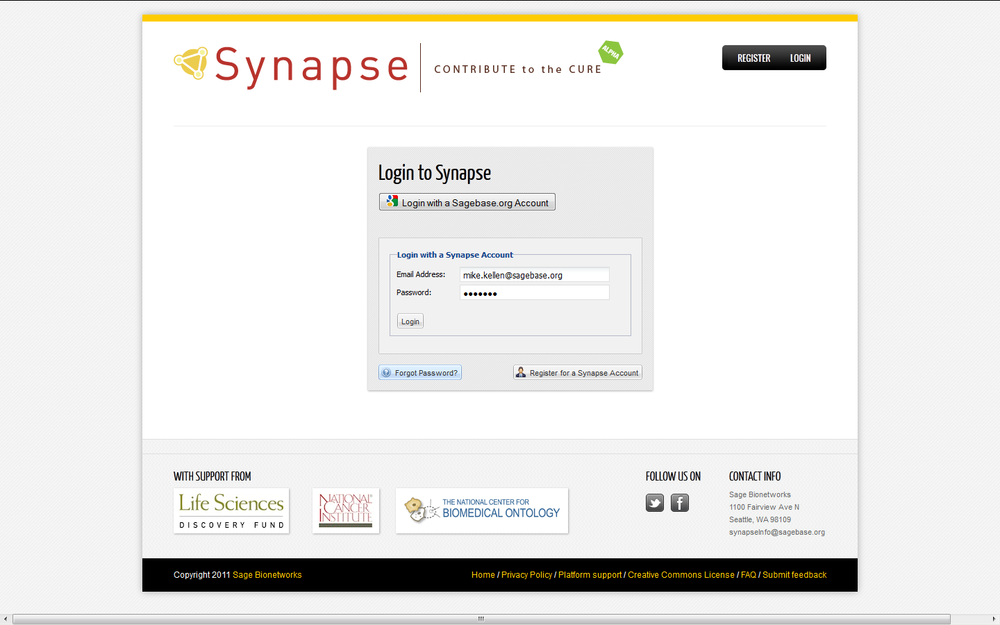 Synapse
CONTRIBUTE to the CURE
ALPHA
REGISTER LOGIN
Login to Synapse
Login with a Sagebase.org Account
Login with a Synapse Account
Email Address: mike.kellen@sagebase.org
Password: •••••••
Login
Forgot Password? Register for a Synapse Account
WITH SUPPORT FROM
Life Sciences
DISCOVERY FUND
NATIONAL
CANCER
INSTITUTE
THE NATIONAL CENTER FOR
BIOMEDICAL ONTOLOGY
FOLLOW US ON
CONTACT INFO
Sage Bionetworks
1100 Fairview Ave N
Seattle, WA 98109
synapseInfo@sagebase.org
Copyright 2011 Sage Bionetworks
Home / Privacy Policy / Platform support / Creative Commons License / FAQ / Submit feedback